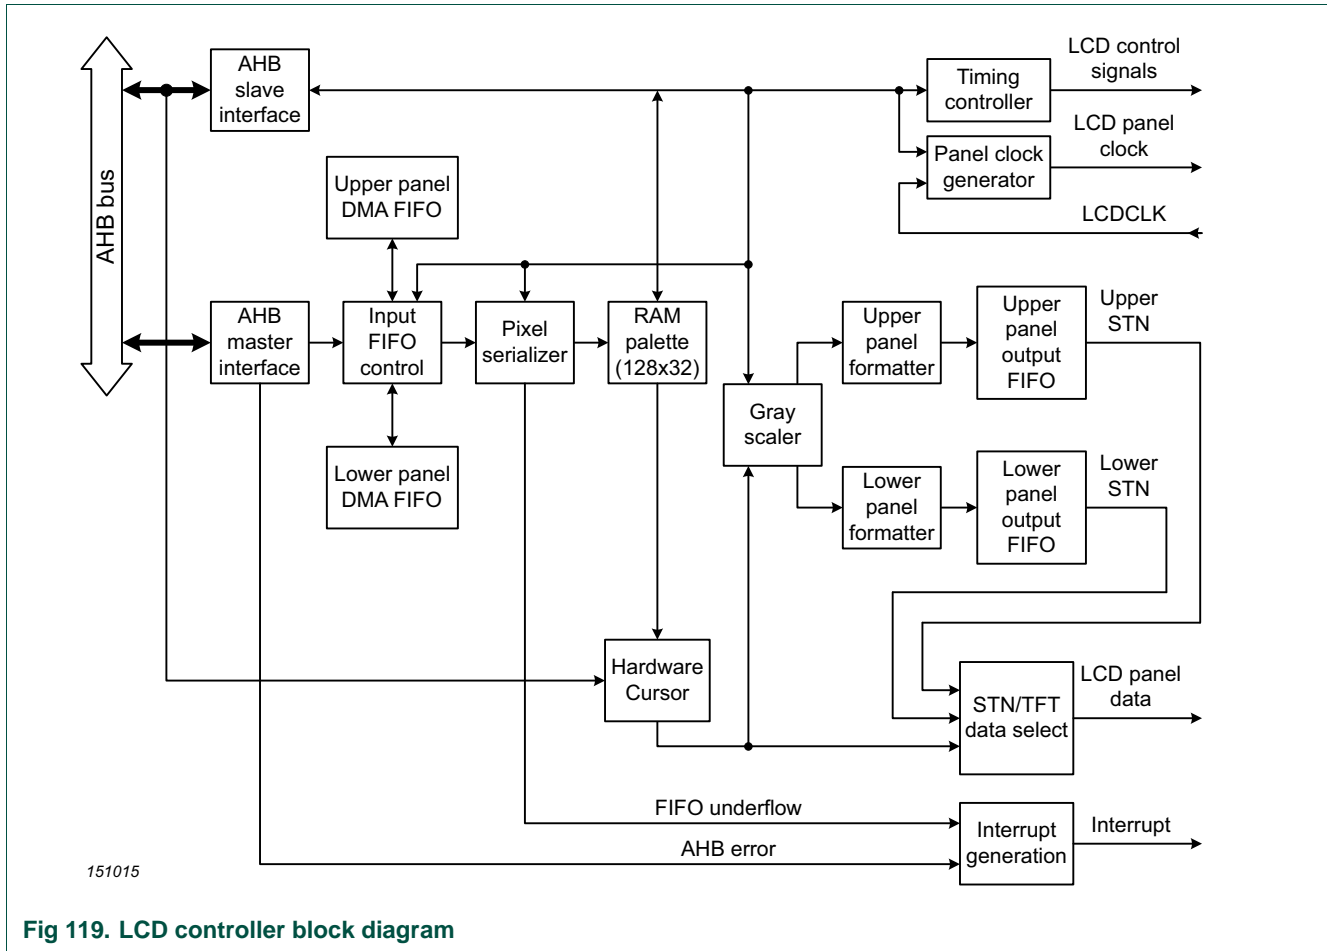 AHB bus
AHB
slave
interface
Timing
controller
LCD control
signals
Panel clock
generator
LCD panel
clock
LCDCLK
Upper panel
DMA FIFO
AHB
master
interface
Input
FIFO
control
Pixel
serializer
RAM
palette
(128x32)
Lower panel
DMA FIFO
Gray
scaler
Upper
panel
formatter
Upper
panel
output
FIFO
Upper
STN
Lower
panel
formatter
Lower
panel
output
FIFO
Lower
STN
Hardware
Cursor
STN/TFT
data select
LCD panel
data
FIFO underflow
AHB error
Interrupt
generation
Interrupt
151015
Fig 119. LCD controller block diagram